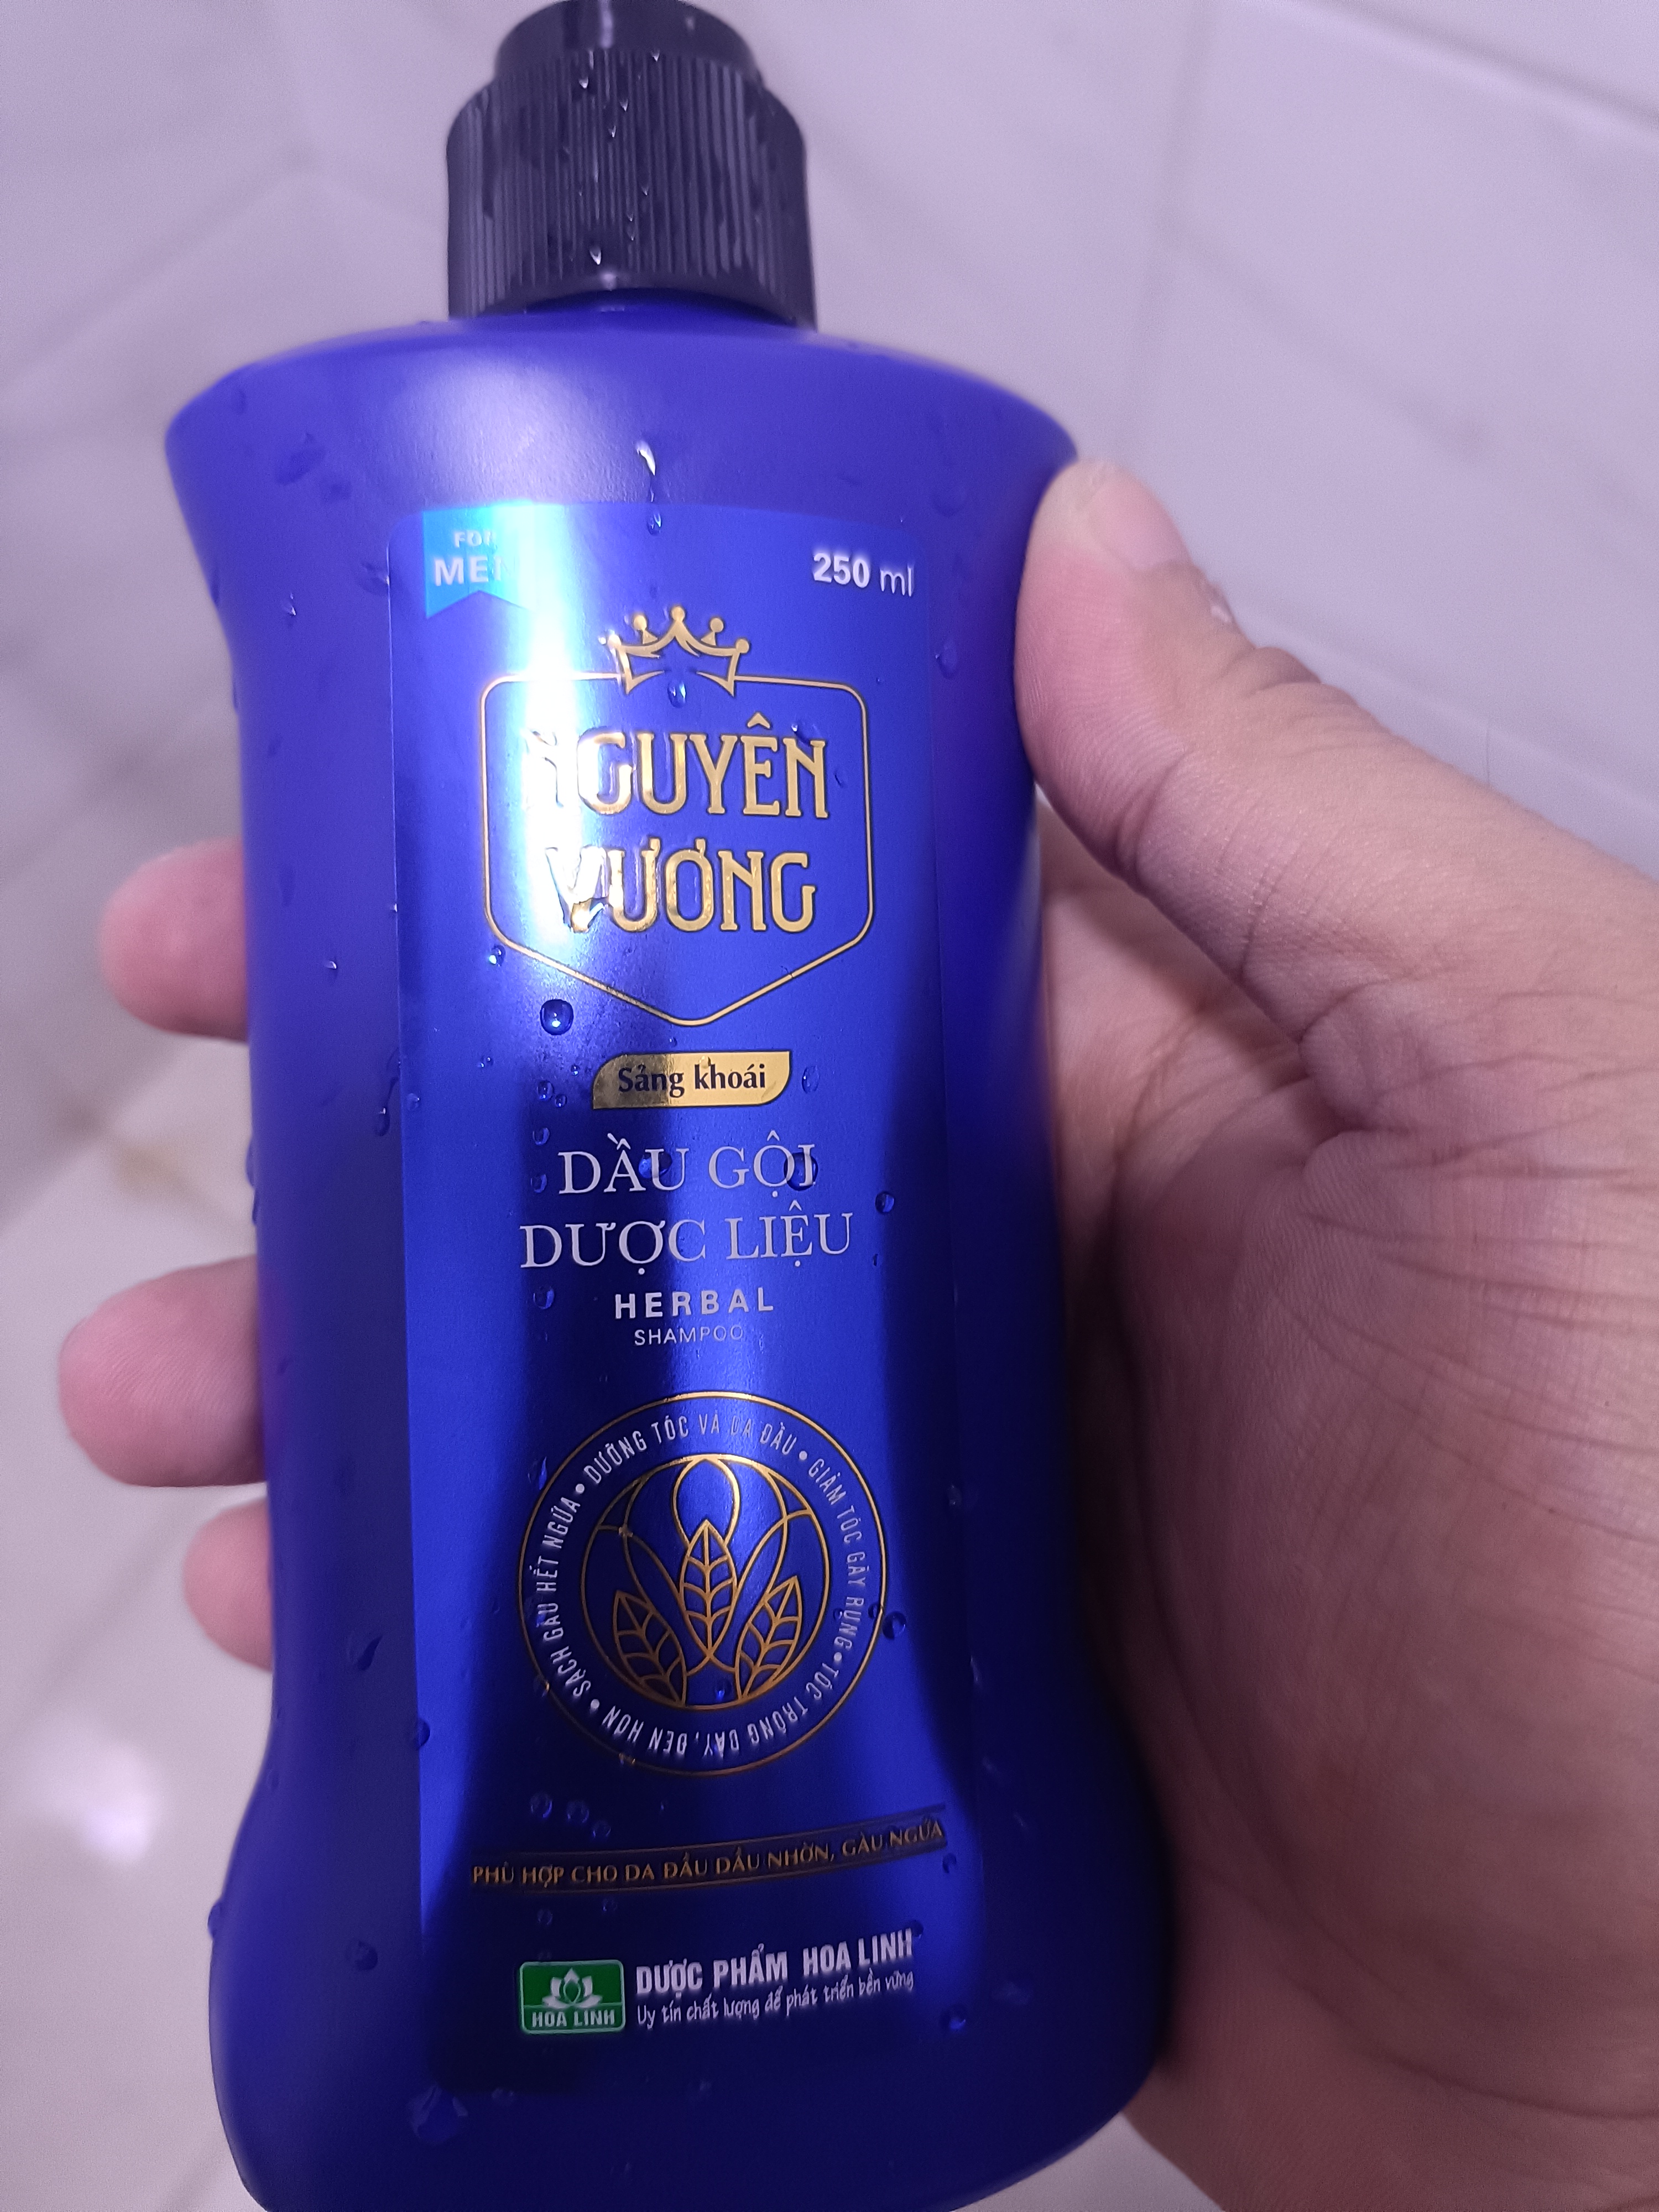 FOR
MEN
250 ml
NGUYÊN
VƯƠNG
Sảng khoái
DẦU GỘI
DƯỢC LIỆU
HERBAL
SHAMPOO
• DƯỠNG TÓC VÀ DA ĐẦU • GIẢM TÓC GÃY RỤNG • TÓC TRÔNG DÀY, ĐEN HƠN • SẠCH GÀU HẾT NGỨA
PHÙ HỢP CHO DA ĐẦU DẦU NHỜN, GÀU NGỨA
HOA LINH
DƯỢC PHẨM HOA LINH
Uy tín chất lượng để phát triển bền vững